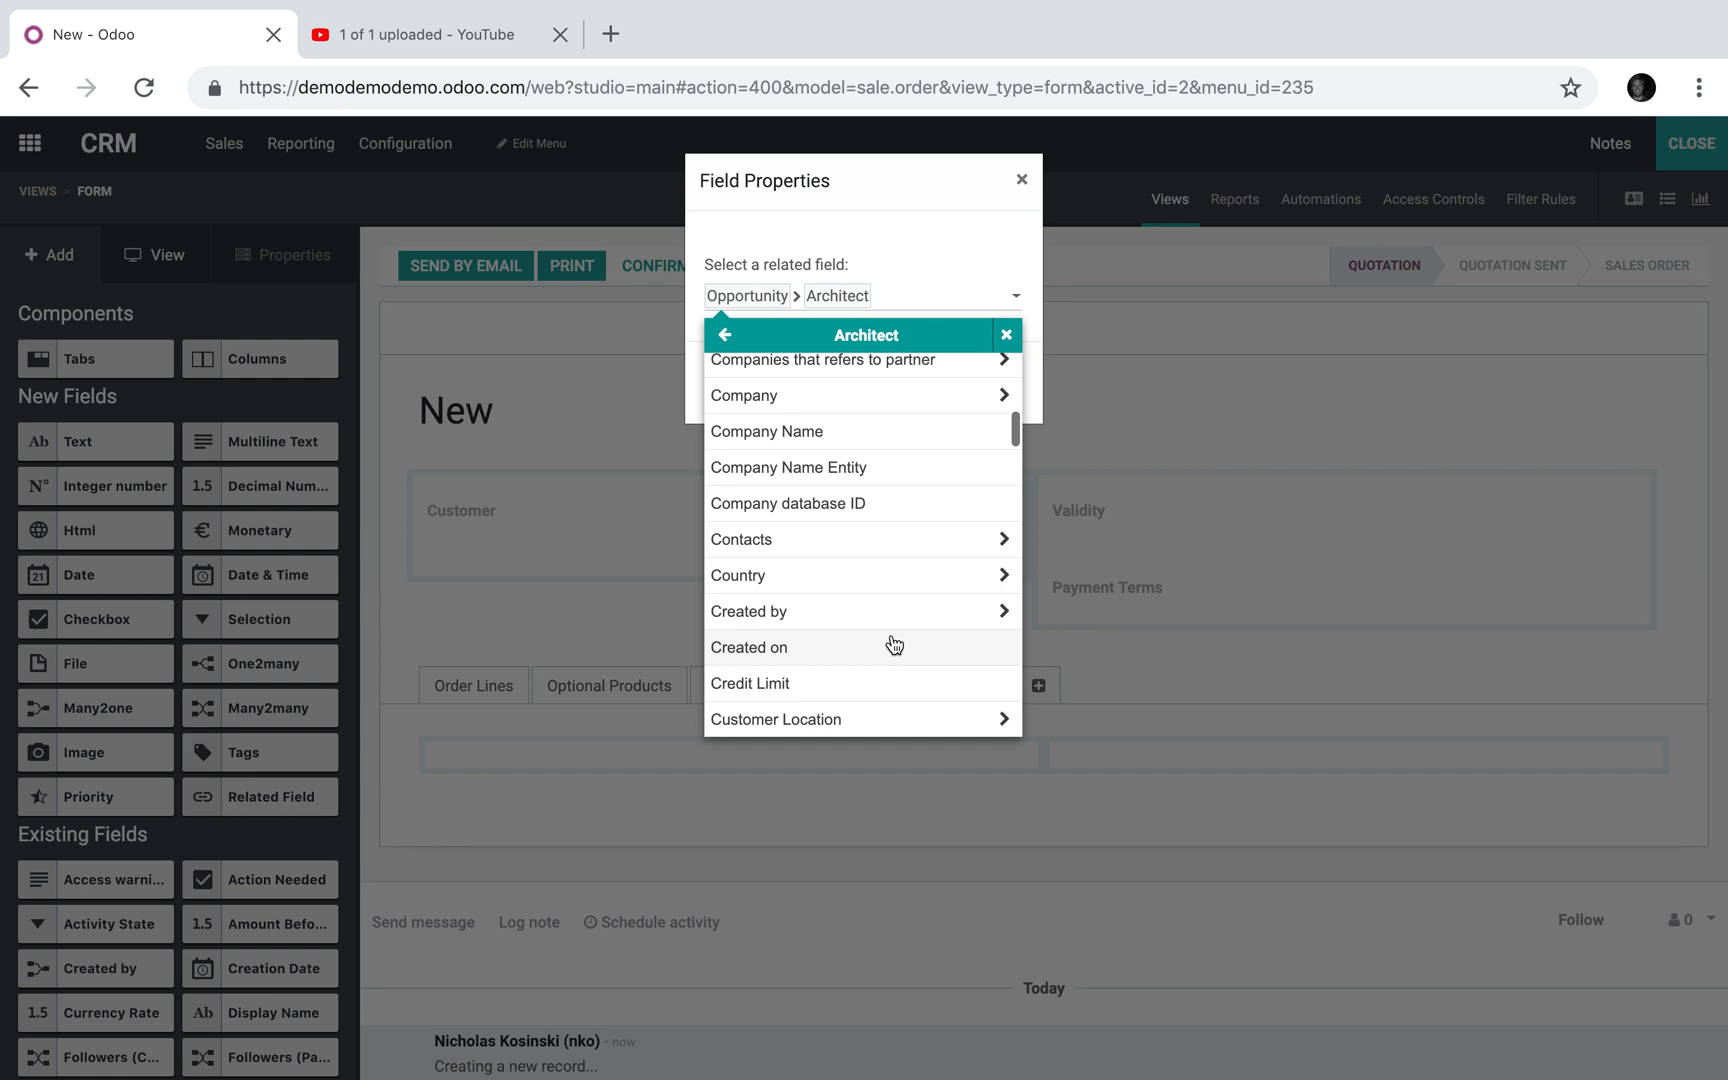 New - Odoo
1 of 1 uploaded - YouTube
https://demodemodemo.odoo.com/web?studio=main#action=400&model=sale.order&view_type=form&active_id=2&menu_id=235
CRM
Sales
Reporting
Configuration
Edit Menu
Notes
CLOSE
VIEWS > FORM
Views
Reports
Automations
Access Controls
Filter Rules
+ Add
View
Properties
Components
Tabs
Columns
New Fields
Ab Text
Multiline Text
N° Integer number
1.5 Decimal Num...
Html
€ Monetary
21 Date
Date & Time
Checkbox
Selection
File
One2many
Many2one
Many2many
Image
Tags
Priority
Related Field
Existing Fields
Access warni...
Action Needed
Activity State
1.5 Amount Befo...
Created by
Creation Date
1.5 Currency Rate
Ab Display Name
Followers (C...
Followers (Pa...
SEND BY EMAIL
PRINT
CONFIRM
QUOTATION
QUOTATION SENT
SALES ORDER
New
Customer
Validity
Payment Terms
Order Lines
Optional Products
Field Properties
Select a related field:
Opportunity > Architect
Architect
Companies that refers to partner
Company
Company Name
Company Name Entity
Company database ID
Contacts
Country
Created by
Created on
Credit Limit
Customer Location
Send message
Log note
Schedule activity
Follow
0
Today
Nicholas Kosinski (nko) - now
Creating a new record...